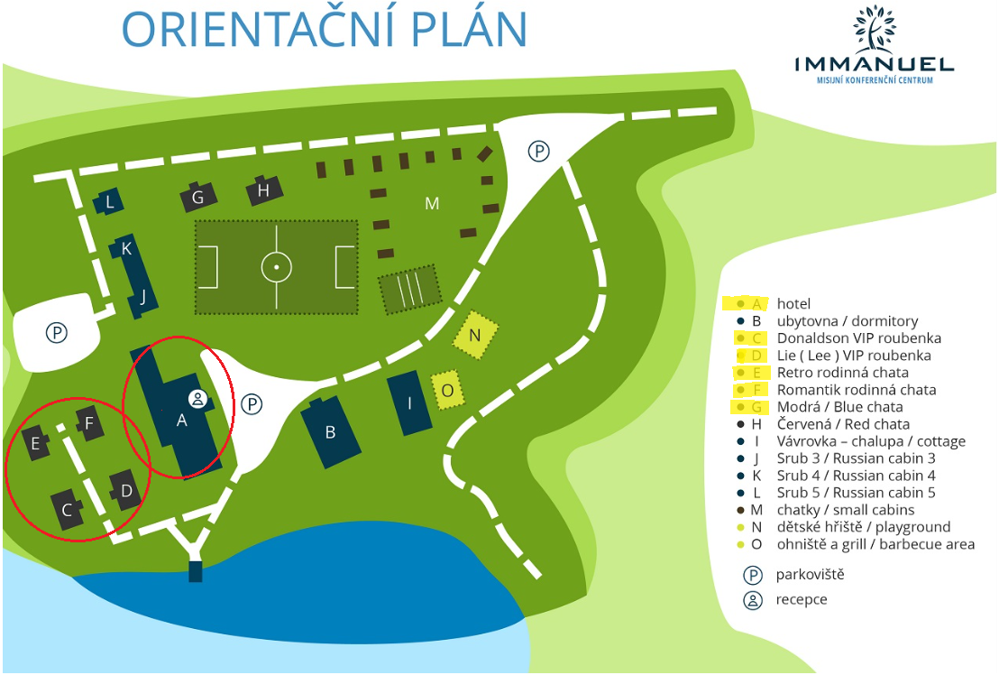 ORIENTAČNÍ PLÁN
IMMANUEL
MISIJNÍ KONFERENČNÍ CENTRUM
P
L
G
H
M
K
J
P
N
O
A
P
B
I
F
E
D
C
A hotel
B ubytovna / dormitory
C Donaldson VIP roubenka
D Lie ( Lee ) VIP roubenka
E Retro rodinná chata
F Romantik rodinná chata
G Modrá / Blue chata
H Červená / Red chata
I Vávrovka – chalupa / cottage
J Srub 3 / Russian cabin 3
K Srub 4 / Russian cabin 4
L Srub 5 / Russian cabin 5
M chatky / small cabins
N dětské hřiště / playground
O ohniště a grill / barbecue area
P parkoviště
recepce